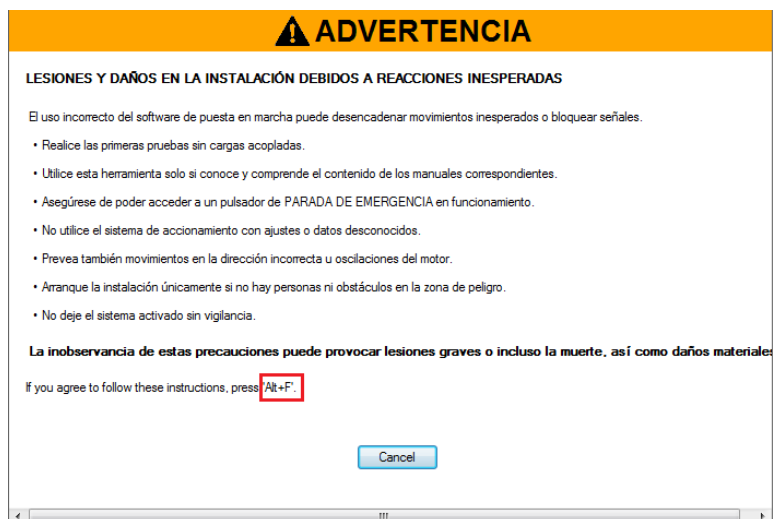 ADVERTENCIA
LESIONES Y DAÑOS EN LA INSTALACIÓN DEBIDOS A REACCIONES INESPERADAS
El uso incorrecto del software de puesta en marcha puede desencadenar movimientos inesperados o bloquear señales.
• Realice las primeras pruebas sin cargas acopladas.
• Utilice esta herramienta solo si conoce y comprende el contenido de los manuales correspondientes.
• Asegúrese de poder acceder a un pulsador de PARADA DE EMERGENCIA en funcionamiento.
• No utilice el sistema de accionamiento con ajustes o datos desconocidos.
• Prevea también movimientos en la dirección incorrecta u oscilaciones del motor.
• Arranque la instalación únicamente si no hay personas ni obstáculos en la zona de peligro.
• No deje el sistema activado sin vigilancia.
La inobservancia de estas precauciones puede provocar lesiones graves o incluso la muerte, así como daños materiales
If you agree to follow these instructions, press 'Alt+F'.
Cancel